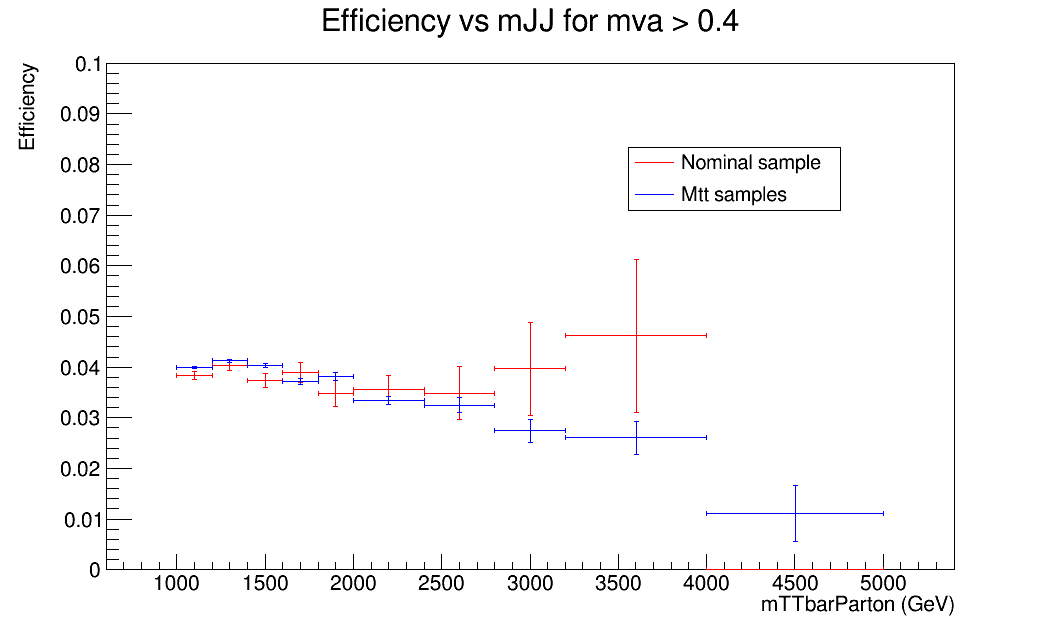 Efficiency vs mJJ for mva > 0.4
Efficiency
0.1
0.09
0.08
0.07
0.06
0.05
0.04
0.03
0.02
0.01
0
Nominal sample
Mtt samples
1000 1500 2000 2500 3000 3500 4000 4500 5000
mTTbarParton (GeV)